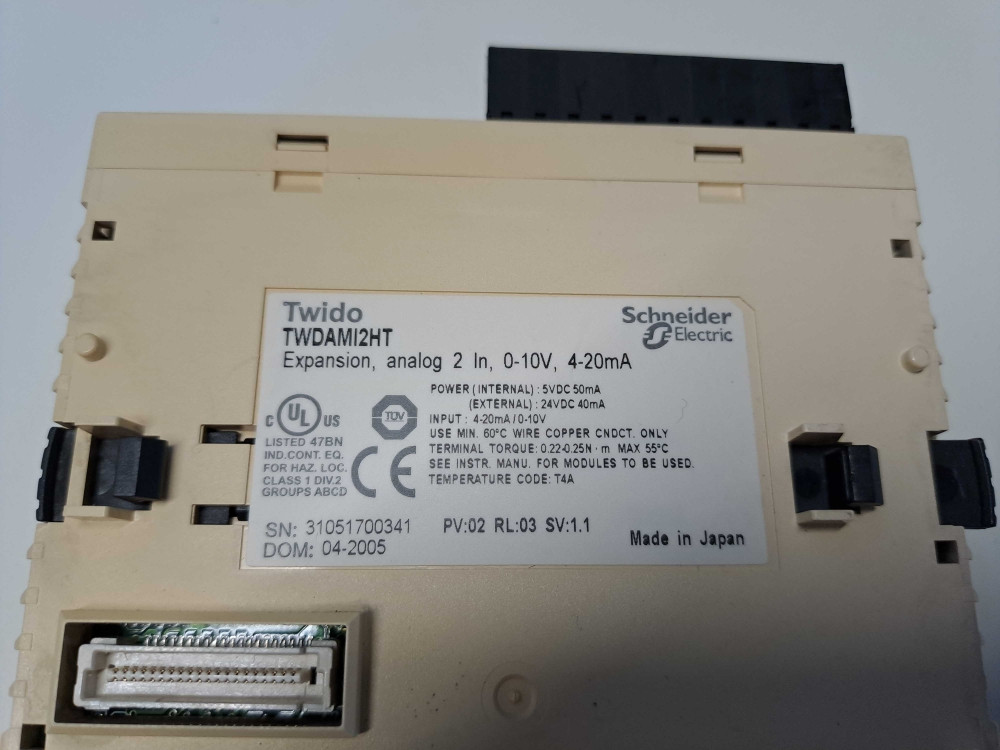 Twido
TWDAMI2HT
Expansion, analog 2 In, 0-10V, 4-20mA
Schneider
Electric
POWER (INTERNAL) : 5VDC 50mA
(EXTERNAL) : 24VDC 40mA
INPUT : 4-20mA / 0-10V
USE MIN. 60°C WIRE COPPER CNDCT. ONLY
TERMINAL TORQUE: 0.22-0.25N · m MAX 55°C
SEE INSTR. MANU. FOR MODULES TO BE USED.
TEMPERATURE CODE: T4A
C UL US
LISTED 47BN
IND.CONT. EQ.
FOR HAZ. LOC.
CLASS 1 DIV.2
GROUPS ABCD
TUV
CE
SN: 31051700341 PV:02 RL:03 SV:1.1
DOM: 04-2005
Made in Japan